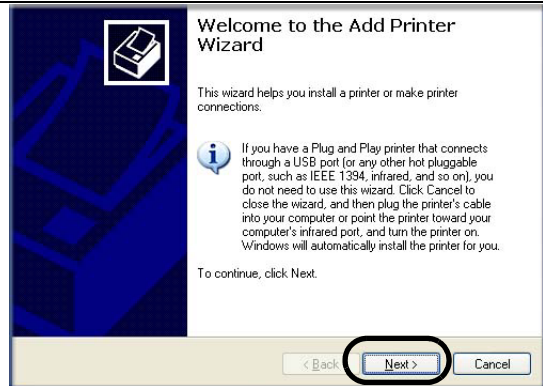 Welcome to the Add Printer
Wizard
This wizard helps you install a printer or make printer
connections.
If you have a Plug and Play printer that connects
through a USB port (or any other hot pluggable
port, such as IEEE 1394, infrared, and so on), you
do not need to use this wizard. Click Cancel to
close the wizard, and then plug the printer's cable
into your computer or point the printer toward your
computer's infrared port, and turn the printer on.
Windows will automatically install the printer for you.
To continue, click Next.
< Back Next > Cancel